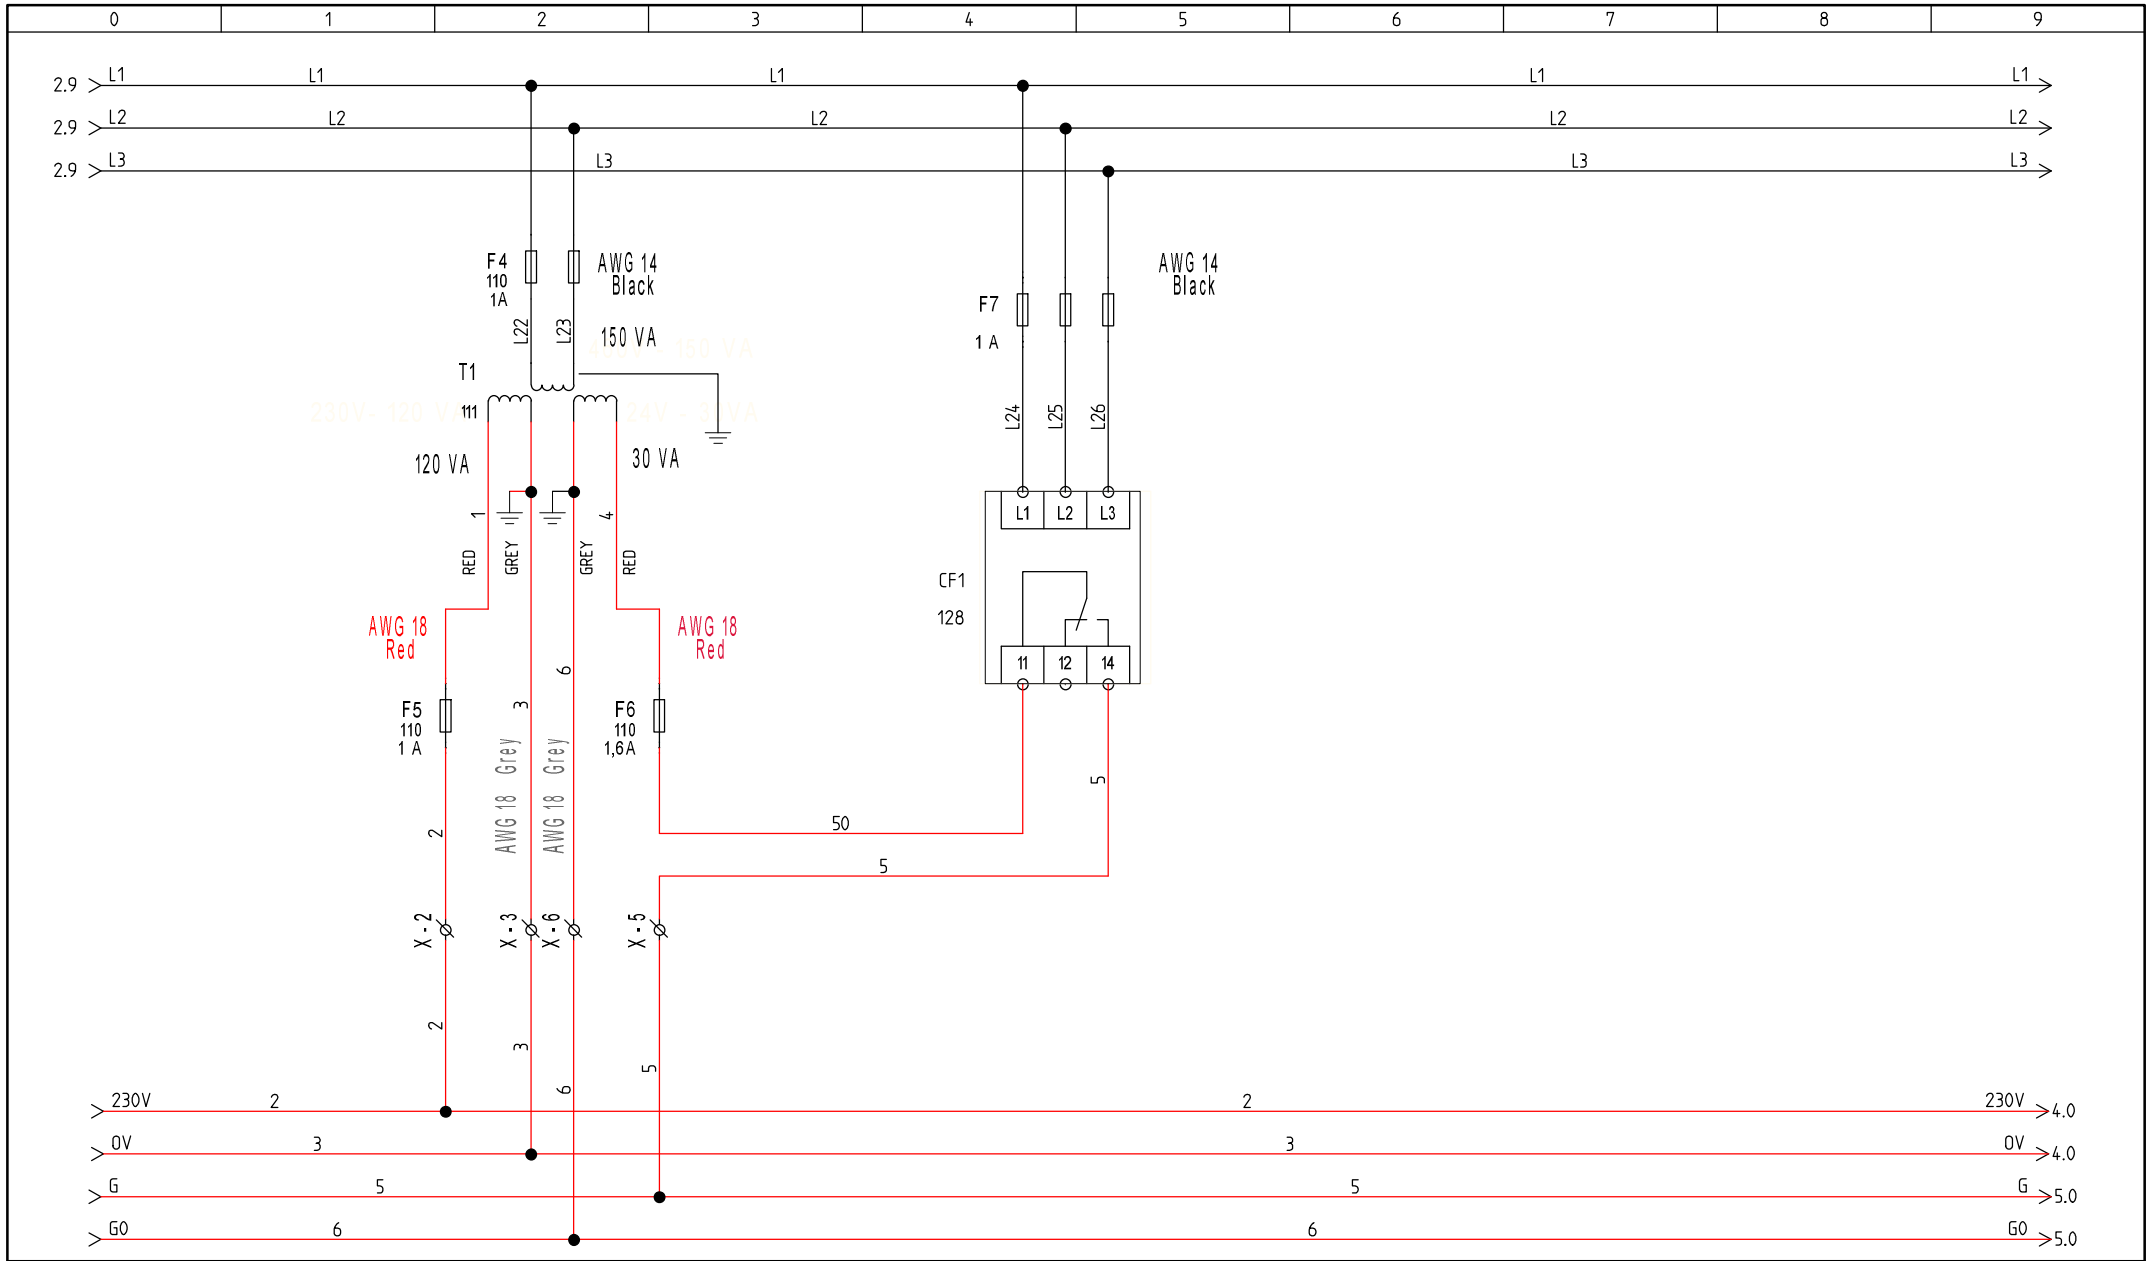 0 1 2 3 4 5 6 7 8 9
2.9 L1 L1 L1 L1 L1
2.9 L2 L2 L2 L2 L2
2.9 L3 L3 L3 L3
F4
110
1A
AWG 14
Black
F7
1 A
AWG 14
Black
L22
L23
150 VA
T1
111
230V- 120 VA
24V - 30VA
120 VA
30 VA
L24
L25
L26
1
4
RED
GREY
GREY
RED
L1 L2 L3
CF1
128
11 12 14
AWG 18
Red
AWG 18
Red
6
3
F5
110
1 A
F6
110
1,6A
AWG 18 Grey
AWG 18 Grey
5
2
50
5
X - 2
X - 3
X - 6
X - 5
2
3
6
5
230V 2 2 230V 4.0
0V 3 3 0V 4.0
G 5 5 G 5.0
G0 6 6 G0 5.0